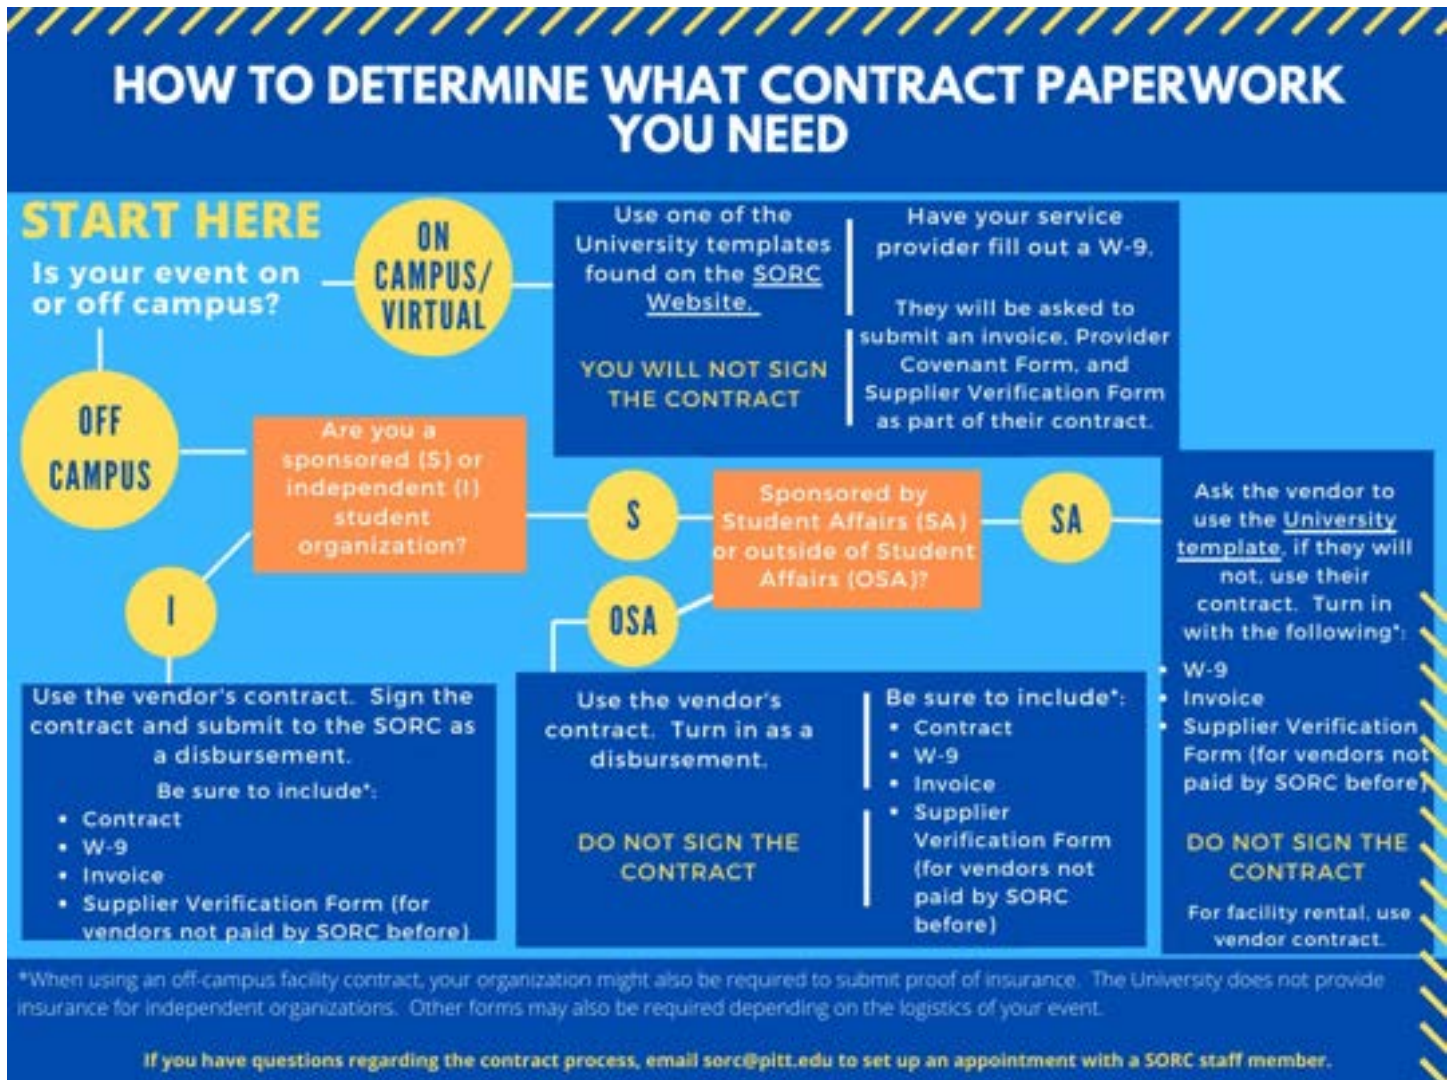 HOW TO DETERMINE WHAT CONTRACT PAPERWORK
YOU NEED
START HERE
Is your event on
or off campus?
ON
CAMPUS/
VIRTUAL
Use one of the
University templates
found on the SORC
Website.
YOU WILL NOT SIGN
THE CONTRACT
Have your service
provider fill out a W-9.
They will be asked to
submit an invoice, Provider
Covenant Form, and
Supplier Verification Form
as part of their contract.
OFF
CAMPUS
Are you a
sponsored (S) or
independent (I)
student
organization?
S
Sponsored by
Student Affairs (SA)
or outside of Student
Affairs (OSA)?
SA
Ask the vendor to
use the University
template, if they will
not, use their
contract. Turn in
with the following*:
• W-9
• Invoice
• Supplier Verification
Form (for vendors not
paid by SORC before)
DO NOT SIGN THE
CONTRACT
For facility rental, use
vendor contract.
I
Use the vendor's contract. Sign the
contract and submit to the SORC as
a disbursement.
Be sure to include*:
• Contract
• W-9
• Invoice
• Supplier Verification Form (for
vendors not paid by SORC before)
OSA
Use the vendor's
contract. Turn in as a
disbursement.
DO NOT SIGN THE
CONTRACT
Be sure to include*:
• Contract
• W-9
• Invoice
• Supplier
Verification Form
(for vendors not
paid by SORC
before)
*When using an off-campus facility contract, your organization might also be required to submit proof of insurance. The University does not provide
insurance for independent organizations. Other forms may also be required depending on the logistics of your event.
If you have questions regarding the contract process, email sorc@pitt.edu to set up an appointment with a SORC staff member.